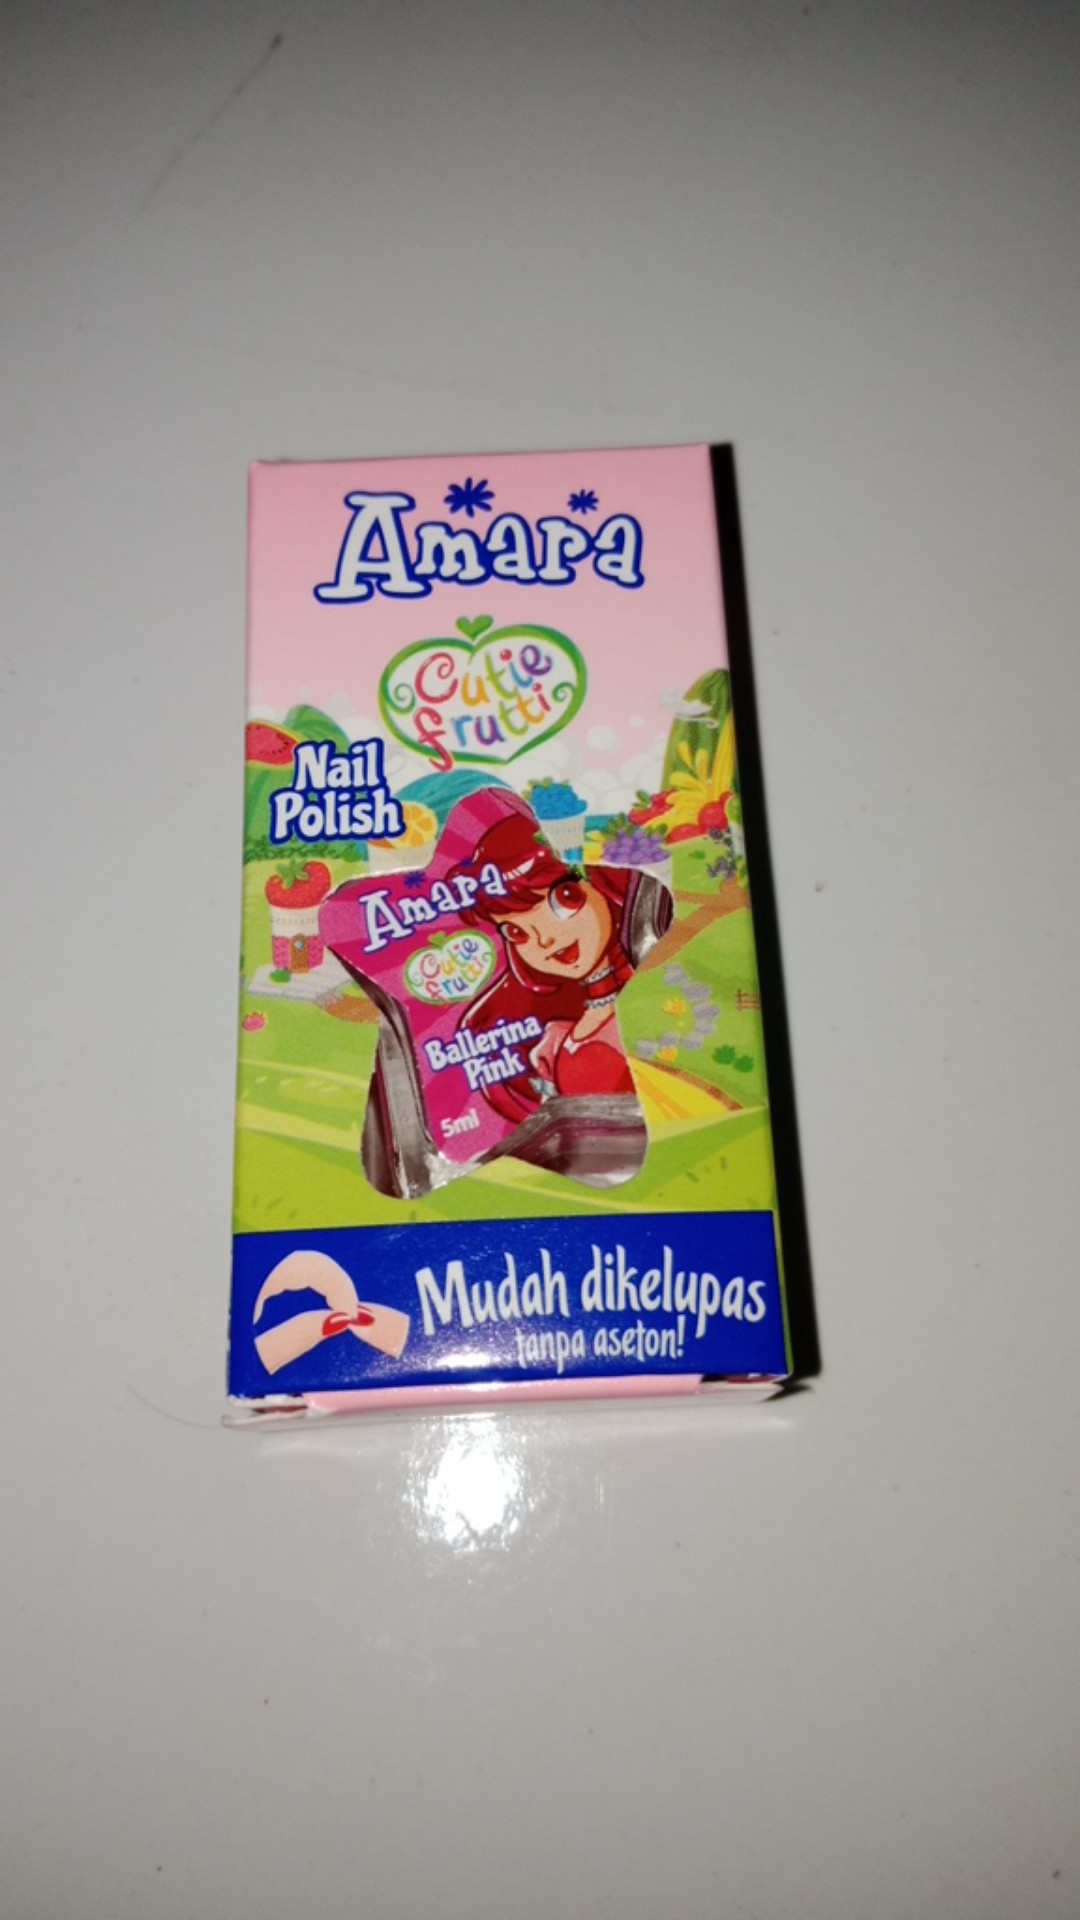 Amara
Cutie
frutti
Nail
Polish
Amara
Cutie
frutti
Ballerina
Pink
5ml
Mudah dikelupas
tanpa aseton!